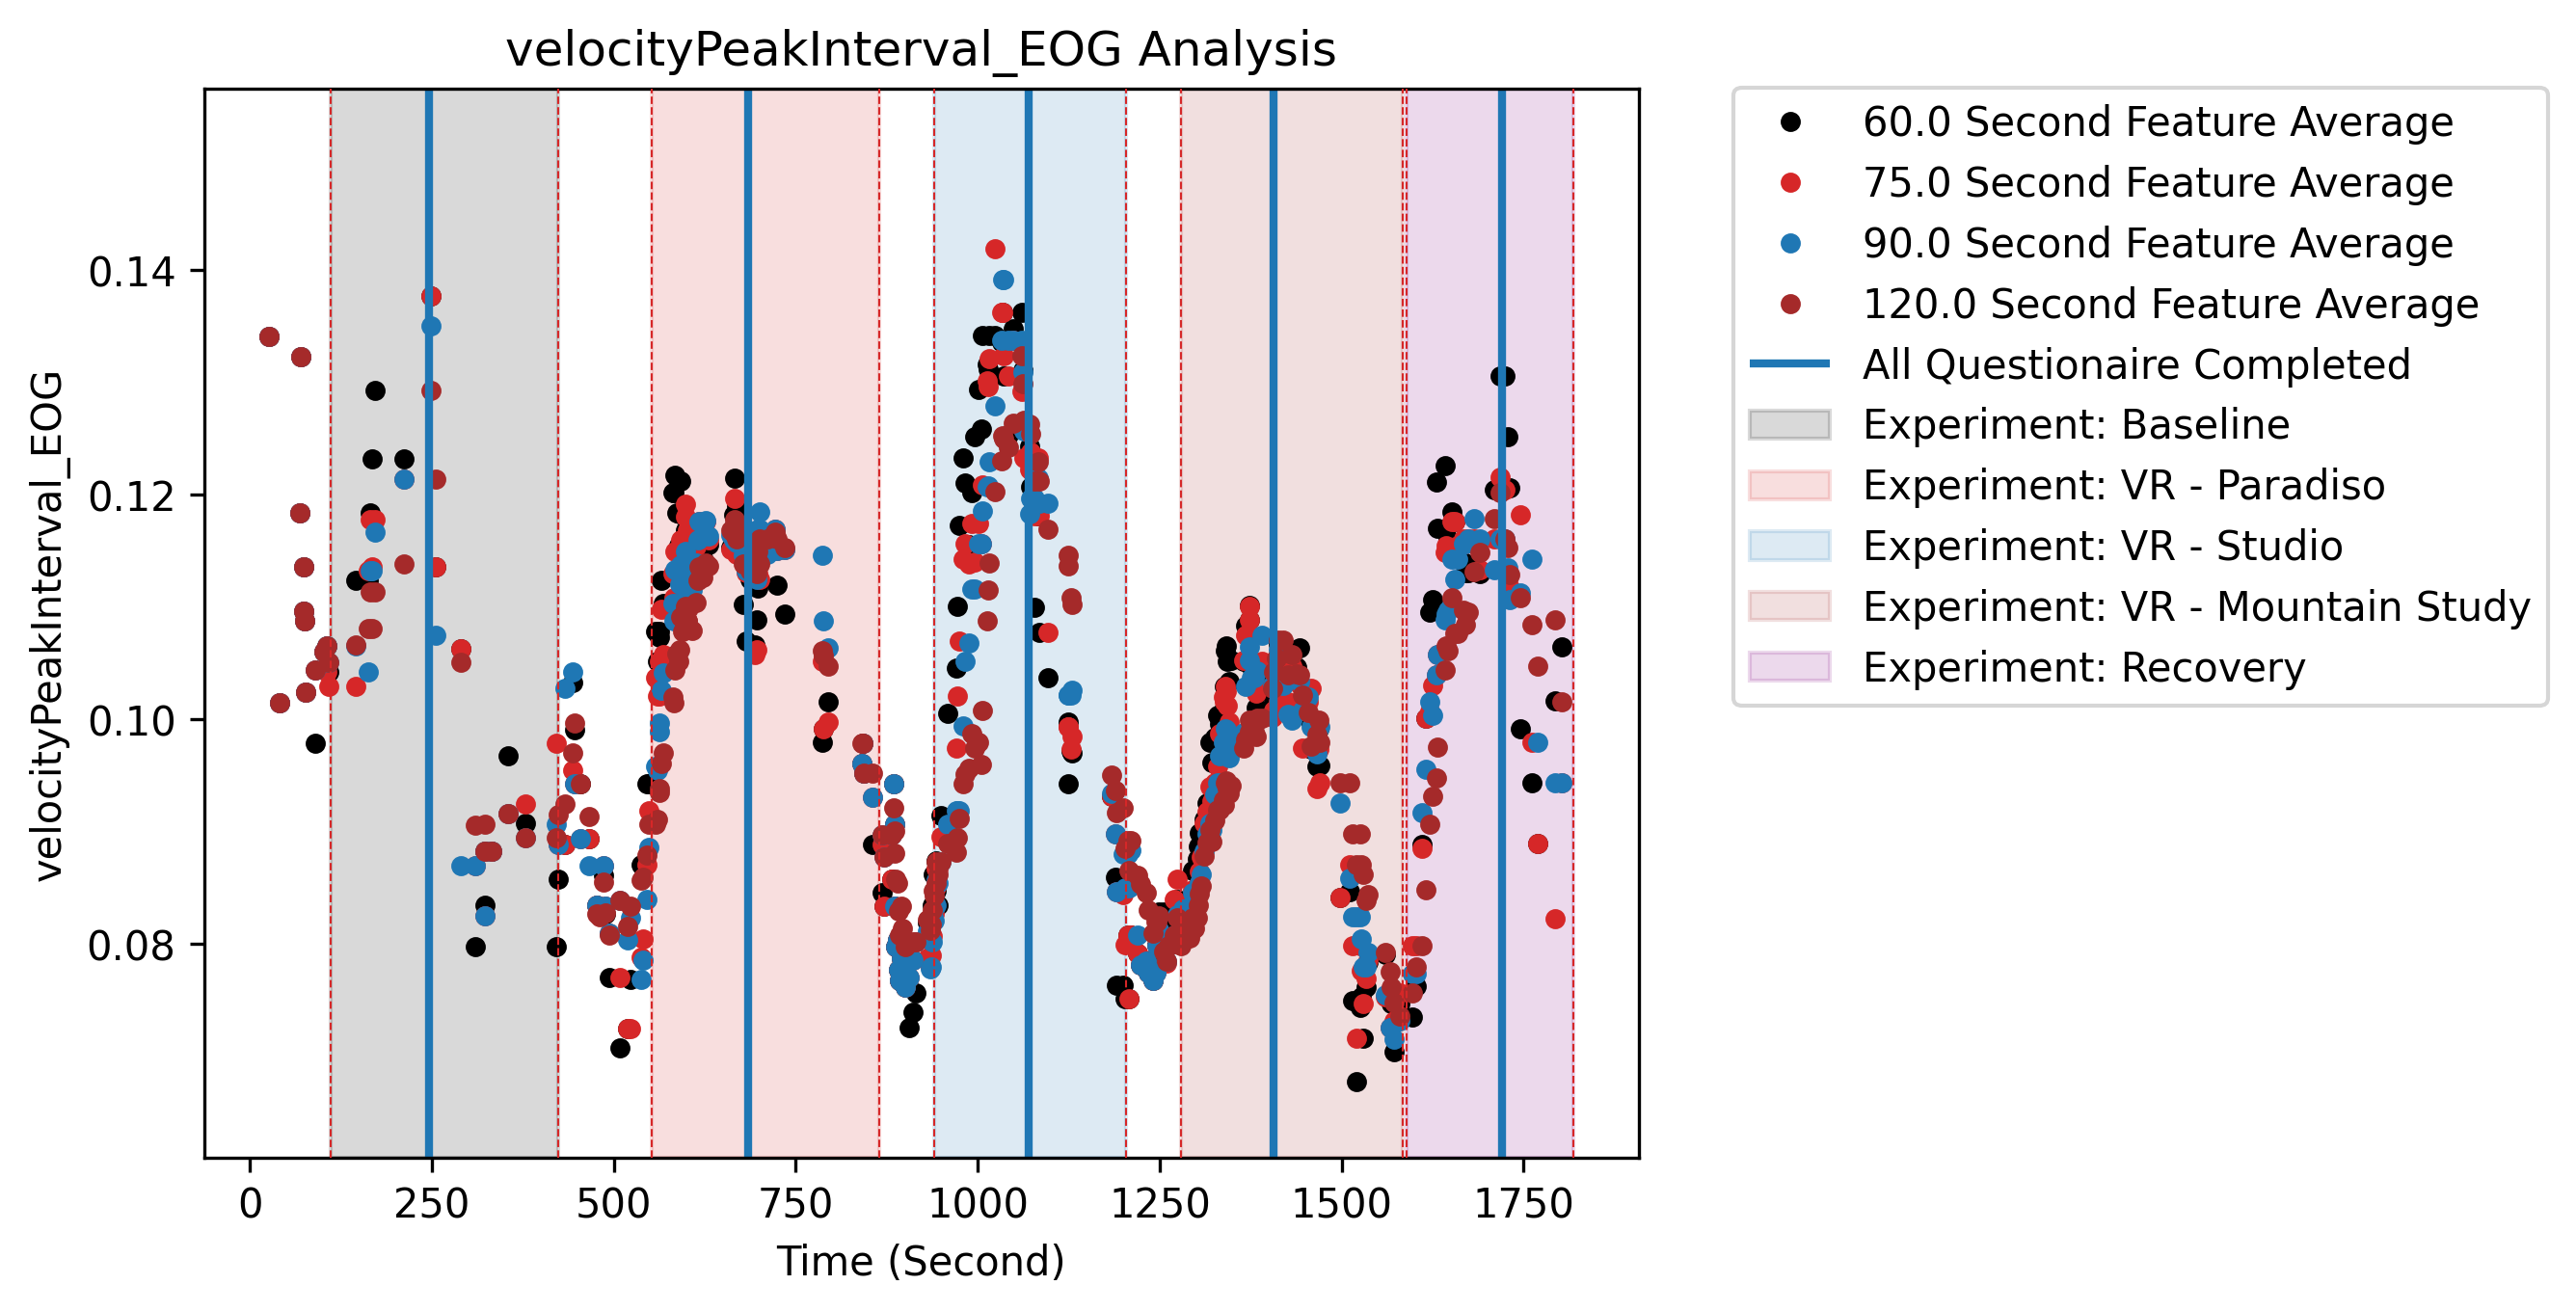 velocityPeakInterval_EOG Analysis
velocityPeakInterval_EOG
0.14
0.12
0.10
0.08
0
250
500
750
1000
1250
1500
1750
Time (Second)
60.0 Second Feature Average
75.0 Second Feature Average
90.0 Second Feature Average
120.0 Second Feature Average
All Questionaire Completed
Experiment: Baseline
Experiment: VR - Paradiso
Experiment: VR - Studio
Experiment: VR - Mountain Study
Experiment: Recovery